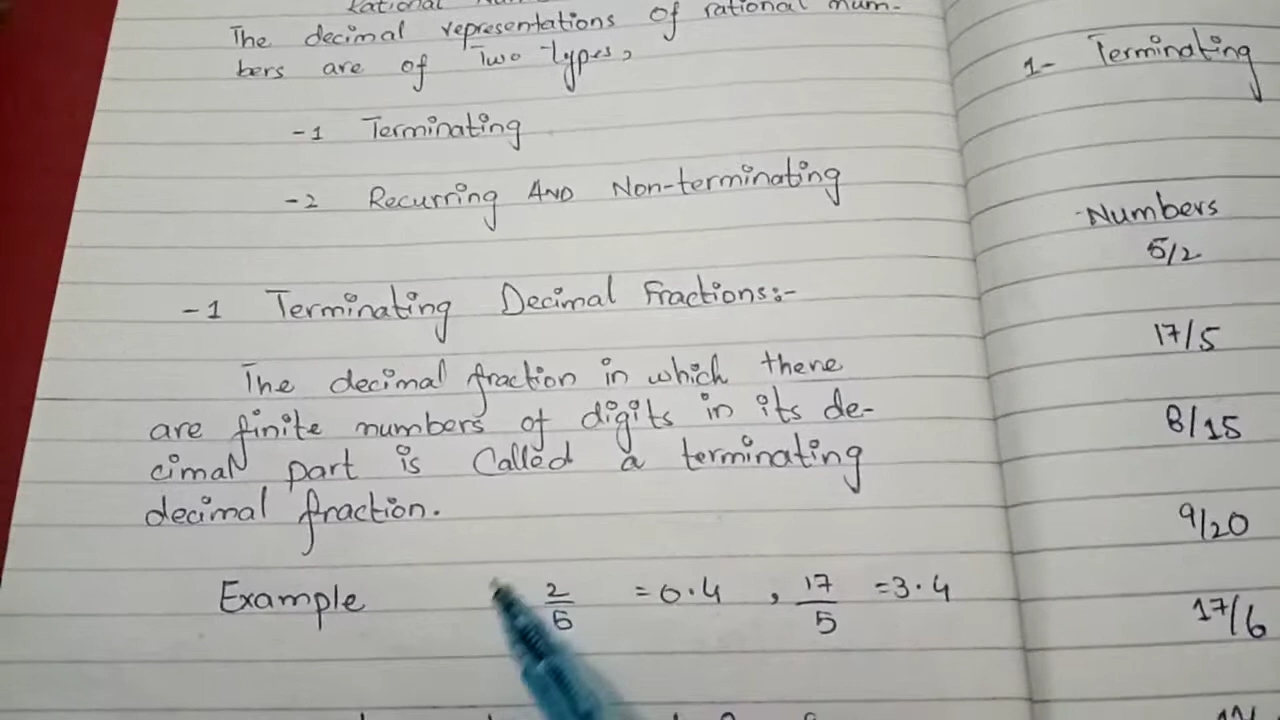 Rational Num
The decimal representations of rational num-
bers are of Two types,
-1 Terminating
-2 Recurring AND Non-terminating
-1 Terminating Decimal Fractions:-
The decimal fraction in which there
are finite numbers of digits in its de-
cimal part is called a terminating
decimal fraction.
Example 2/5 = 0.4 , 17/5 = 3.4
1- Terminating
Numbers
5/2
17/5
8/15
9/20
17/6